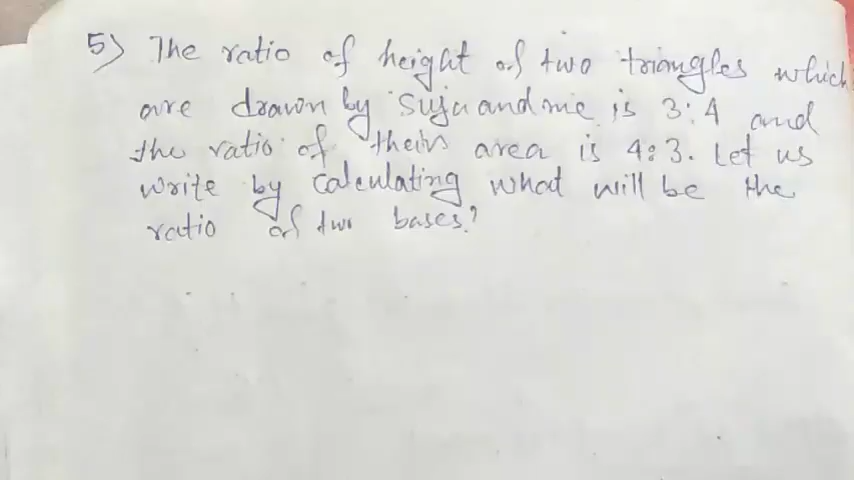 5) The ratio of height of two triangles which
are drawn by Suja and me is 3:4 and
the ratio of their area is 4:3. Let us
write by calculating what will be the
ratio of two bases?